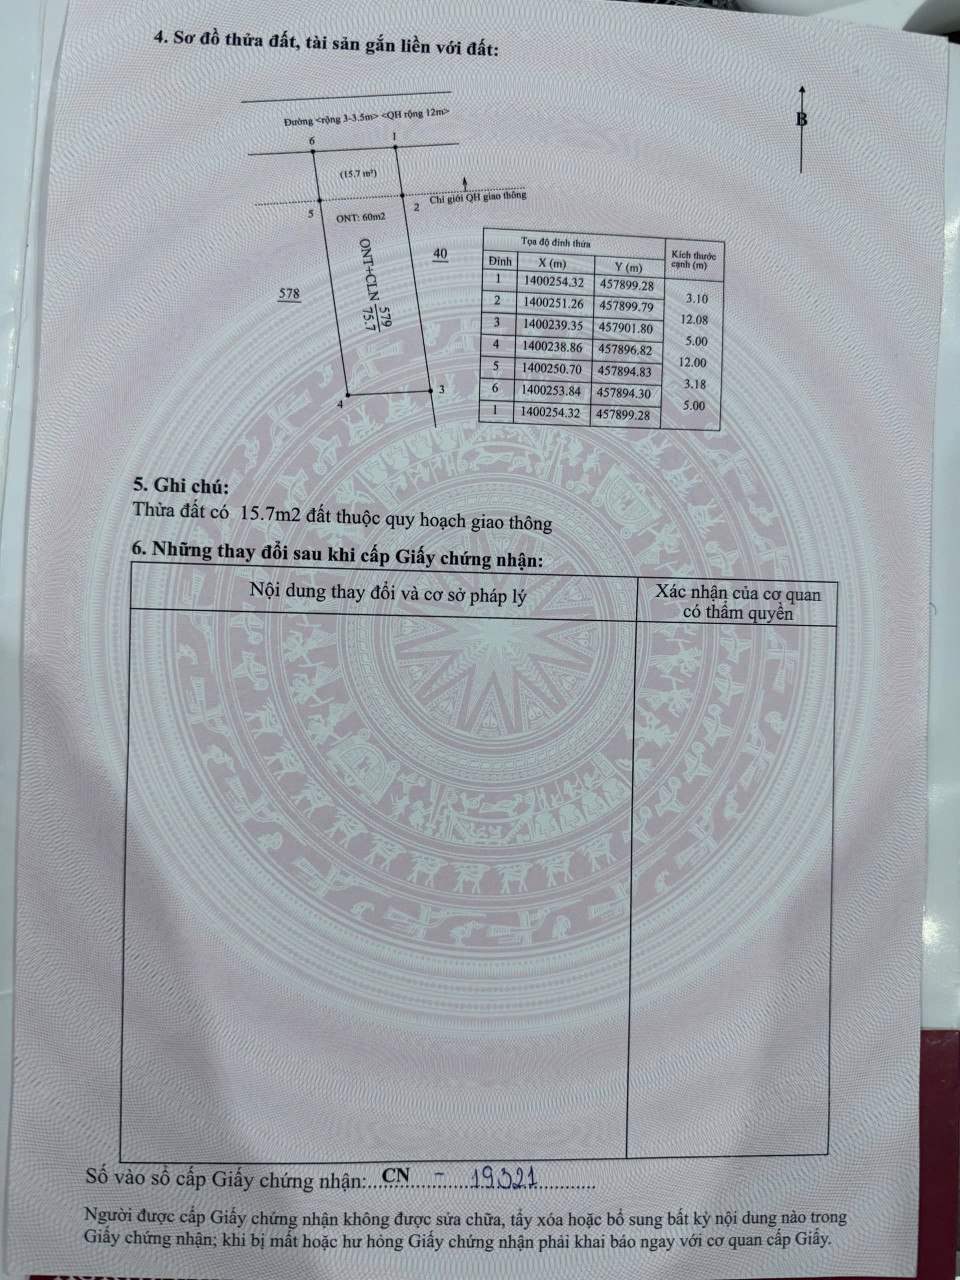 4. Sơ đồ thửa đất, tài sản gắn liền với đất:
Đường <rộng 3-3.5m> <QH rộng 12m>
B
6 1
(15.7 m²)
Chỉ giới QH giao thông
5 2
ONT: 60m2
40
578
ONT+CLN 579 75.7
4 3
Tọa độ đỉnh thửa Kích thước cạnh (m)
Đỉnh X (m) Y (m)
1 1400254.32 457899.28
3.10
2 1400251.26 457899.79
12.08
3 1400239.35 457901.80
5.00
4 1400238.86 457896.82
12.00
5 1400250.70 457894.83
3.18
6 1400253.84 457894.30
5.00
1 1400254.32 457899.28
5. Ghi chú:
Thửa đất có 15.7m2 đất thuộc quy hoạch giao thông
6. Những thay đổi sau khi cấp Giấy chứng nhận:
Nội dung thay đổi và cơ sở pháp lý
Xác nhận của cơ quan
có thẩm quyền
Số vào sổ cấp Giấy chứng nhận:....CN......-....19321............
Người được cấp Giấy chứng nhận không được sửa chữa, tẩy xóa hoặc bổ sung bất kỳ nội dung nào trong
Giấy chứng nhận; khi bị mất hoặc hư hỏng Giấy chứng nhận phải khai báo ngay với cơ quan cấp Giấy.